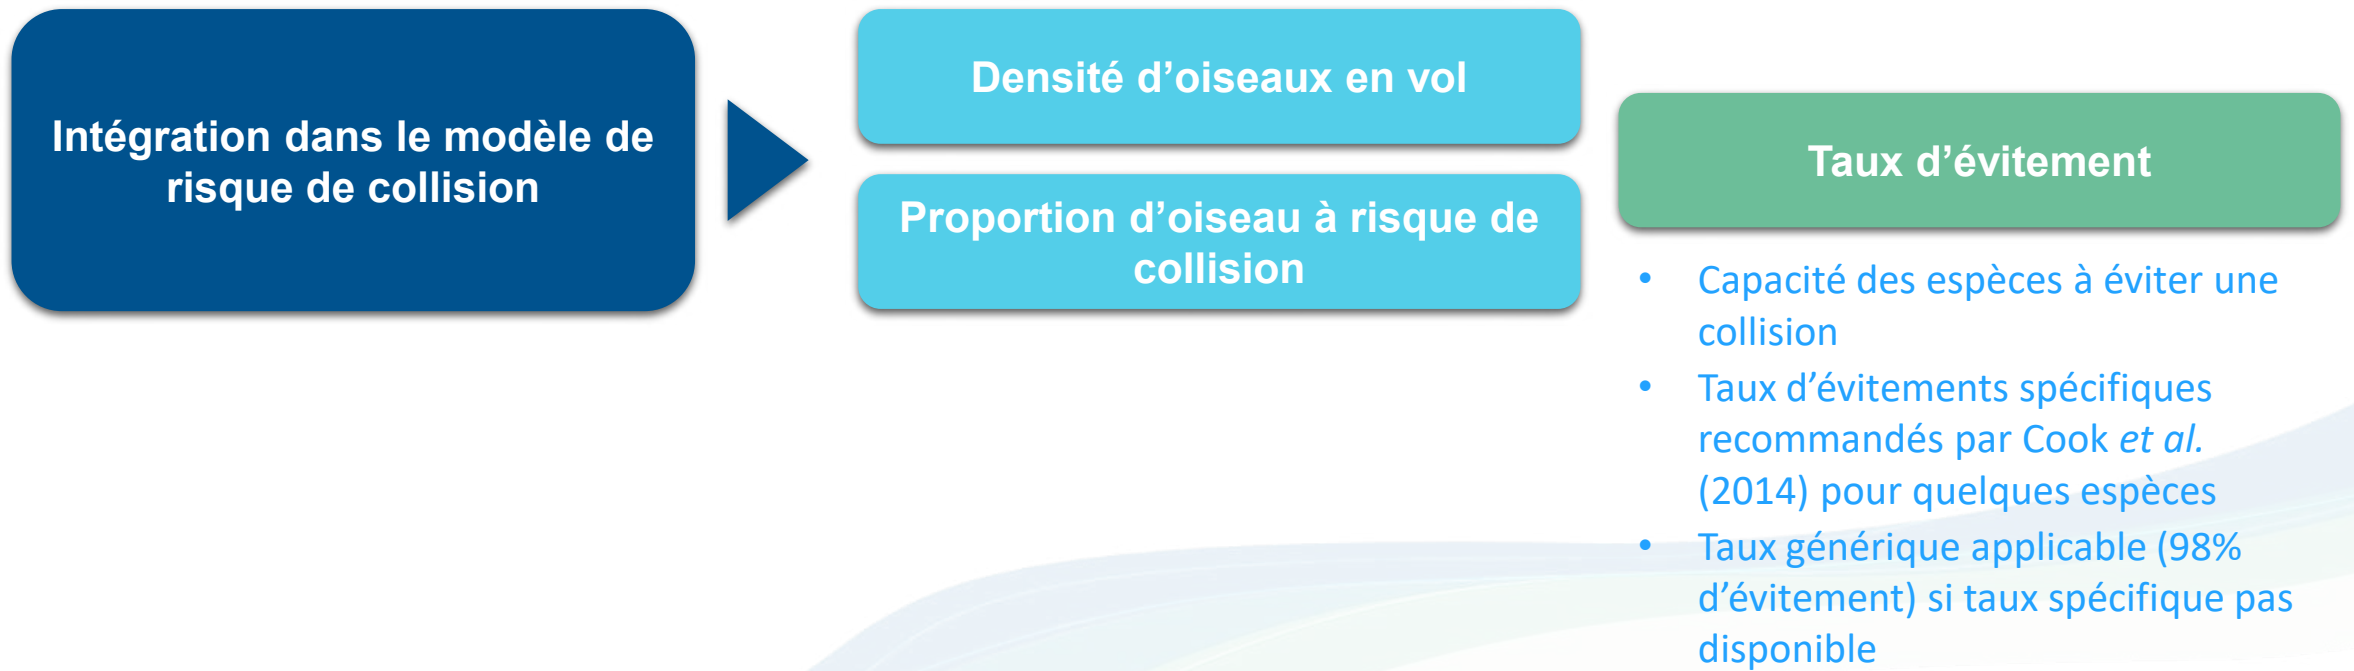 Intégration dans le modèle de
risque de collision
Densité d’oiseaux en vol
Proportion d’oiseau à risque de
collision
Taux d’évitement
• Capacité des espèces à éviter une
collision
• Taux d’évitements spécifiques
recommandés par Cook et al.
(2014) pour quelques espèces
• Taux générique applicable (98%
d’évitement) si taux spécifique pas
disponible